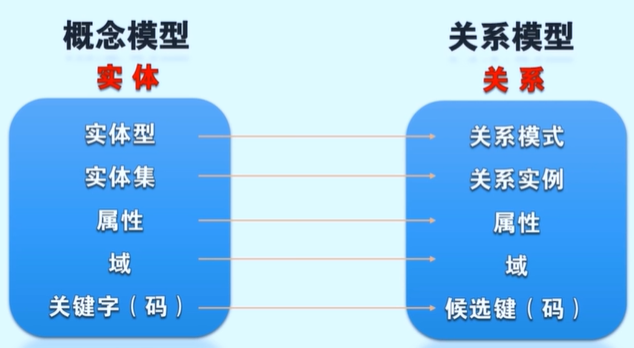 概念模型
实体
实体型
实体集
属性
域
关键字（码）
关系模型
关系
关系模式
关系实例
属性
域
候选键（码）